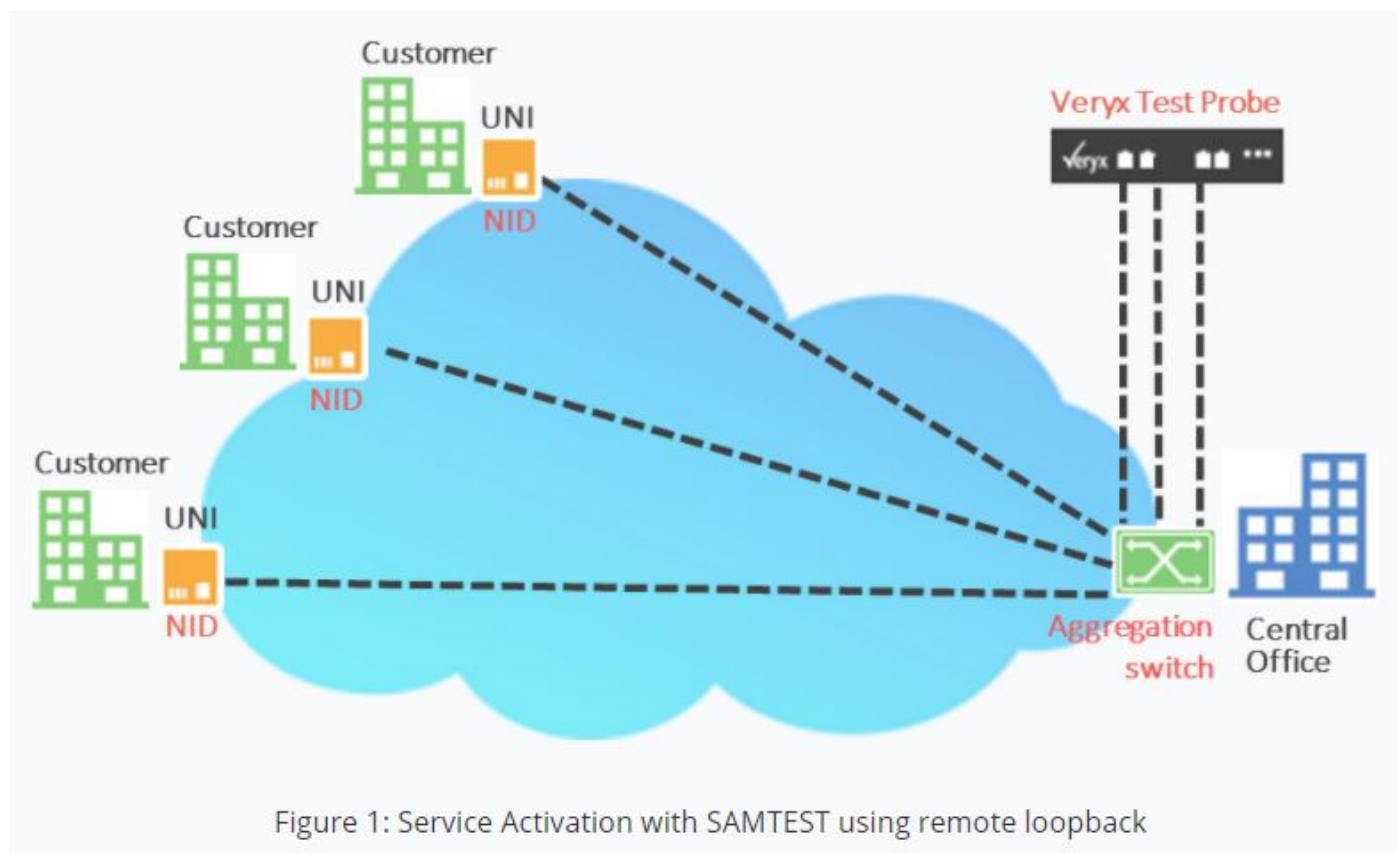 Customer
UNI
NID
Veryx Test Probe
veryx
Customer
UNI
NID
Customer
UNI
NID
Aggregation
switch
Central
Office
Figure 1: Service Activation with SAMTEST using remote loopback